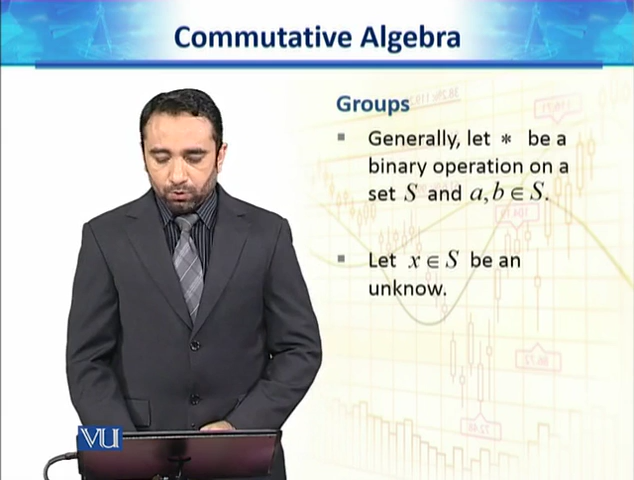 Commutative Algebra
Groups
▪ Generally, let * be a
binary operation on a
set S and a, b ∈ S.
▪ Let x ∈ S be an
unknow.
VU